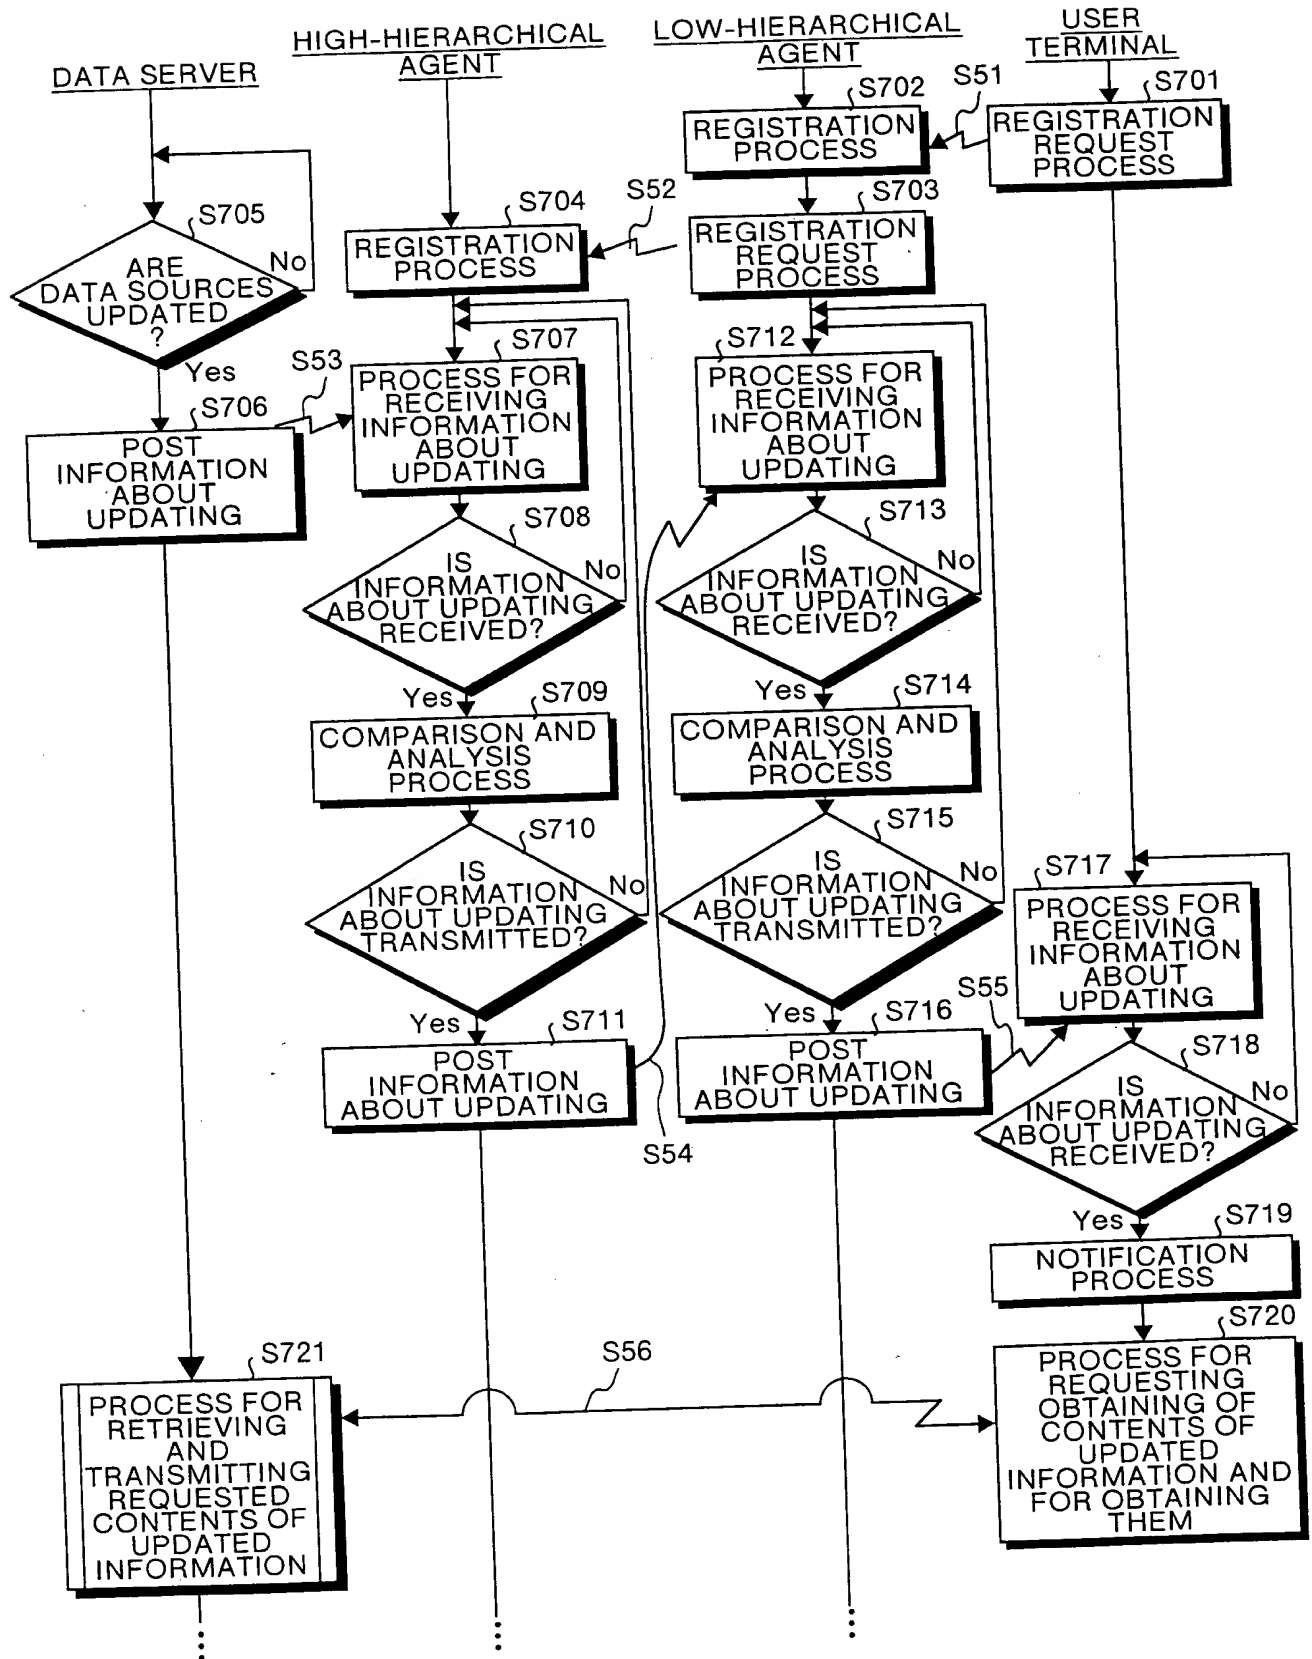 DATA SERVER
HIGH-HIERARCHICAL
AGENT
LOW-HIERARCHICAL
AGENT
USER
TERMINAL
S701
REGISTRATION
REQUEST
PROCESS
S51
S702
REGISTRATION
PROCESS
S703
REGISTRATION
REQUEST
PROCESS
S52
S704
REGISTRATION
PROCESS
S705
ARE
DATA SOURCES
UPDATED
?
No
Yes
S706
POST
INFORMATION
ABOUT
UPDATING
S53
S707
PROCESS FOR
RECEIVING
INFORMATION
ABOUT
UPDATING
S708
IS
INFORMATION
ABOUT UPDATING
RECEIVED?
No
Yes
S709
COMPARISON AND
ANALYSIS
PROCESS
S710
IS
INFORMATION
ABOUT UPDATING
TRANSMITTED?
No
Yes
S711
POST
INFORMATION
ABOUT UPDATING
S54
S712
PROCESS FOR
RECEIVING
INFORMATION
ABOUT
UPDATING
S713
IS
INFORMATION
ABOUT UPDATING
RECEIVED?
No
Yes
S714
COMPARISON AND
ANALYSIS
PROCESS
S715
IS
INFORMATION
ABOUT UPDATING
TRANSMITTED?
No
Yes
S716
POST
INFORMATION
ABOUT UPDATING
S55
S717
PROCESS FOR
RECEIVING
INFORMATION
ABOUT
UPDATING
S718
IS
INFORMATION
ABOUT UPDATING
RECEIVED?
No
Yes
S719
NOTIFICATION
PROCESS
S720
PROCESS FOR
REQUESTING
OBTAINING OF
CONTENTS OF
UPDATED
INFORMATION AND
FOR OBTAINING
THEM
S56
S721
PROCESS FOR
RETRIEVING
AND
TRANSMITTING
REQUESTED
CONTENTS OF
UPDATED
INFORMATION